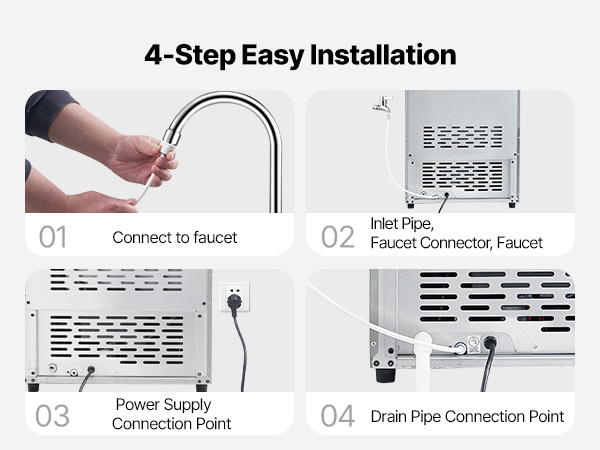 4-Step Easy Installation
01
Connect to faucet
02
Inlet Pipe,
Faucet Connector, Faucet
03
Power Supply
Connection Point
04
Drain Pipe Connection Point